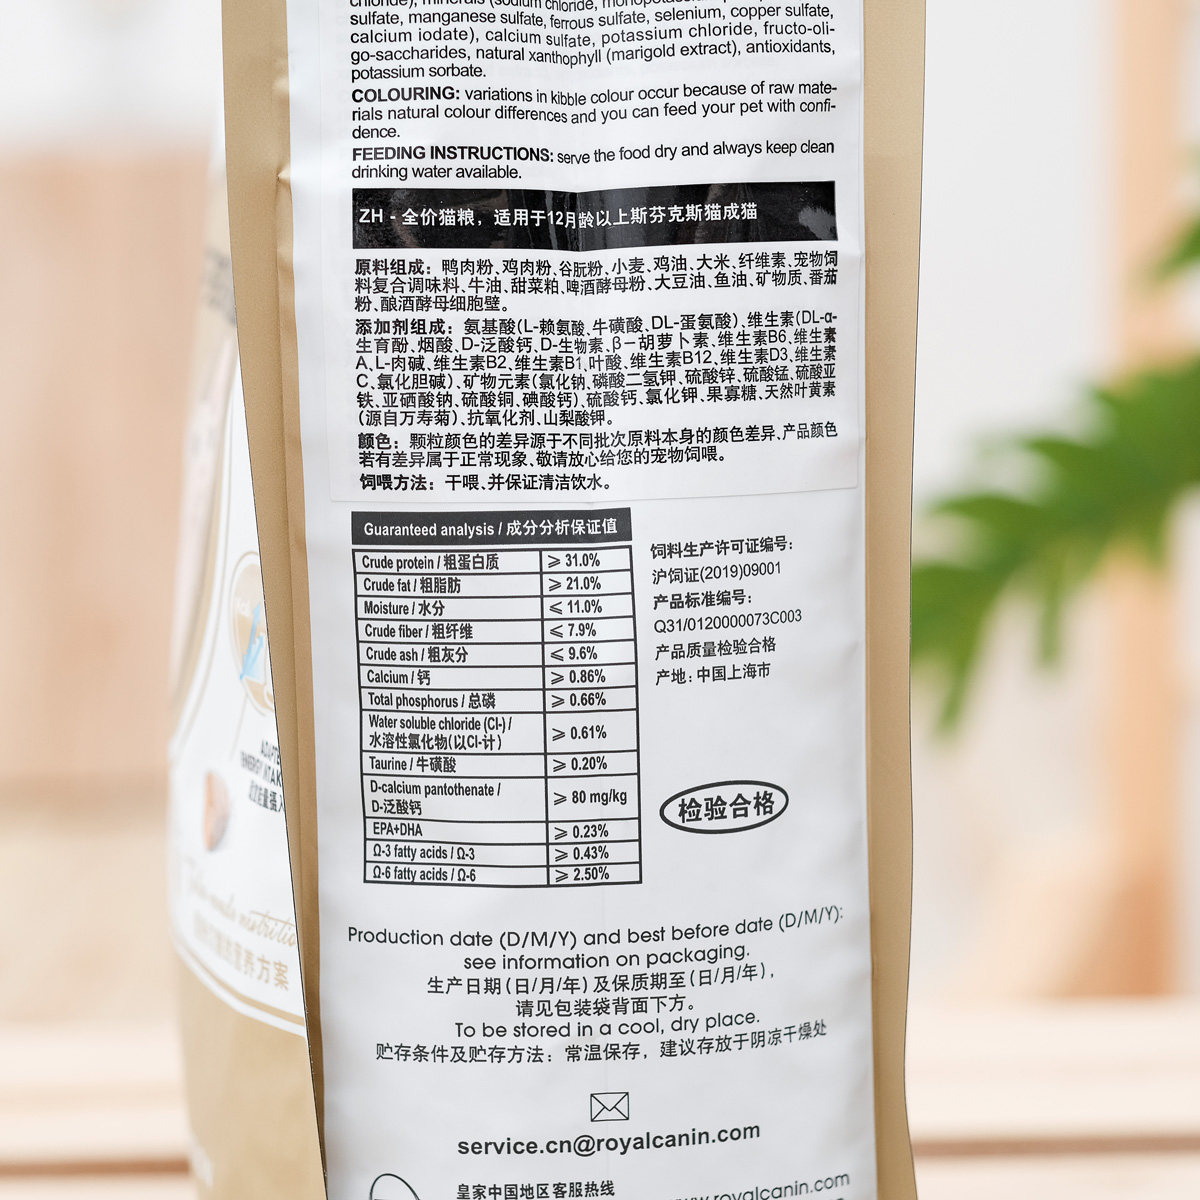 chloride), minerals (sodium chloride,
sulfate, manganese sulfate, ferrous sulfate, selenium, copper sulfate,
calcium iodate), calcium sulfate, potassium chloride, fructo-oli-
go-saccharides, natural xanthophyll (marigold extract), antioxidants,
potassium sorbate.
COLOURING: variations in kibble colour occur because of raw mate-
rials natural colour differences and you can feed your pet with confi-
dence.
FEEDING INSTRUCTIONS: serve the food dry and always keep clean
drinking water available.
ZH - 全价猫粮，适用于12月龄以上斯芬克斯猫成猫
原料组成：鸭肉粉、鸡肉粉、谷朊粉、小麦、鸡油、大米、纤维素、宠物饲
料复合调味料、牛油、甜菜粕、啤酒酵母粉、大豆油、鱼油、矿物质、番茄
粉、酿酒酵母细胞壁。
添加剂组成：氨基酸(L-赖氨酸、牛磺酸、DL-蛋氨酸)、维生素(DL-α-
生育酚、烟酸、D-泛酸钙、D-生物素、β－胡萝卜素、维生素B6、维生素
A、L-肉碱、维生素B2、维生素B1、叶酸、维生素B12、维生素D3、维生素
C、氯化胆碱)、矿物元素(氯化钠、磷酸二氢钾、硫酸锌、硫酸锰、硫酸亚
铁、亚硒酸钠、硫酸铜、碘酸钙)、硫酸钙、氯化钾、果寡糖、天然叶黄素
(源自万寿菊)、抗氧化剂、山梨酸钾。
颜色：颗粒颜色的差异源于不同批次原料本身的颜色差异、产品颜色
若有差异属于正常现象、敬请放心给您的宠物饲喂。
饲喂方法：干喂、并保证清洁饮水。
Guaranteed analysis / 成分分析保证值
Crude protein / 粗蛋白质 ⩾ 31.0%
Crude fat / 粗脂肪 ⩾ 21.0%
Moisture / 水分 ⩽ 11.0%
Crude fiber / 粗纤维 ⩽ 7.9%
Crude ash / 粗灰分 ⩽ 9.6%
Calcium / 钙 ⩾ 0.86%
Total phosphorus / 总磷 ⩾ 0.66%
Water soluble chloride (Cl-) /
水溶性氯化物(以Cl-计) ⩾ 0.61%
Taurine / 牛磺酸 ⩾ 0.20%
D-calcium pantothenate /
D-泛酸钙 ⩾ 80 mg/kg
EPA+DHA ⩾ 0.23%
Ω-3 fatty acids / Ω-3 ⩾ 0.43%
Ω-6 fatty acids / Ω-6 ⩾ 2.50%
饲料生产许可证编号：
沪饲证(2019)09001
产品标准编号：
Q31/0120000073C003
产品质量检验合格
产地：中国上海市
检验合格
Production date (D/M/Y) and best before date (D/M/Y):
see information on packaging.
生产日期(日/月/年)及保质期至(日/月/年)，
请见包装袋背面下方。
To be stored in a cool, dry place.
贮存条件及贮存方法：常温保存，建议存放于阴凉干燥处
service.cn@royalcanin.com
皇家中国地区客服热线
www.royalcanin.com
营养方案